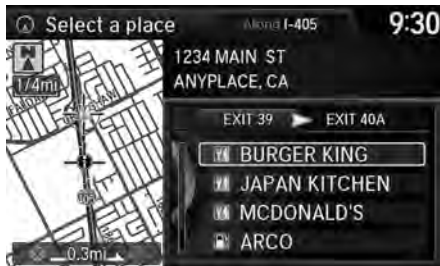 Select a place
Along I-405
9:30
1/4mi
1234 MAIN ST
ANYPLACE, CA
EXIT 39
EXIT 40A
BURGER KING
JAPAN KITCHEN
MCDONALD'S
ARCO
0.3mi